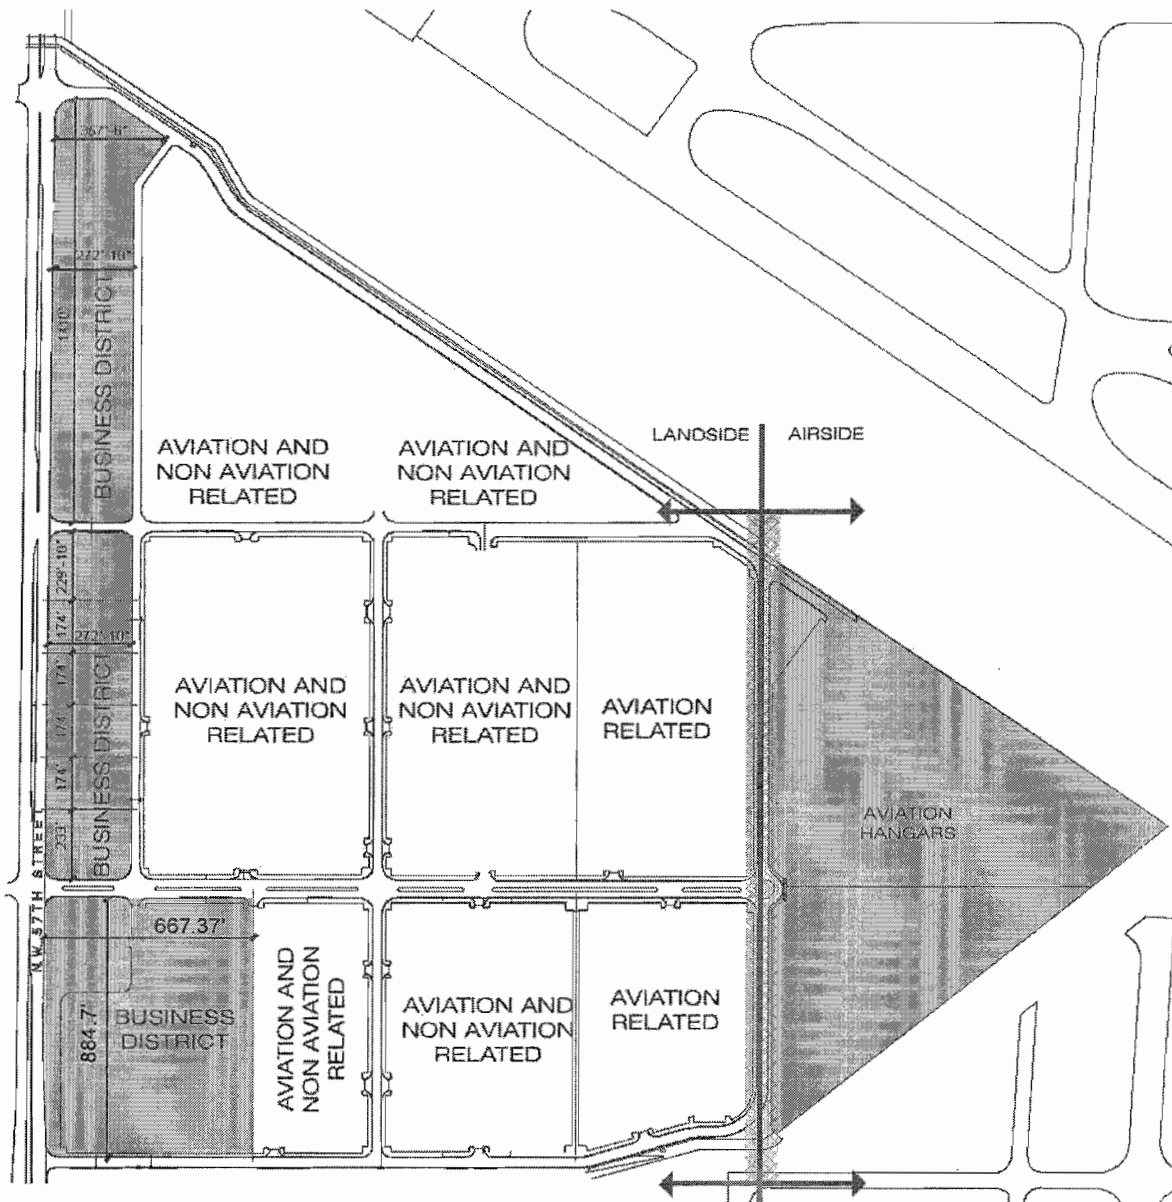 367'-6"
272'-10"
1410'
BUSINESS DISTRICT
AVIATION AND
NON AVIATION
RELATED
AVIATION AND
NON AVIATION
RELATED
LANDSIDE
AIRSIDE
229'-10"
174'
272'-10"
174'
174'
174'
233'
BUSINESS DISTRICT
BUSINESS DISTRICT
AVIATION AND
NON AVIATION
RELATED
AVIATION AND
NON AVIATION
RELATED
AVIATION
RELATED
AVIATION
HANGARS
N.W. 57TH STREET
667.37'
884.7'
BUSINESS
DISTRICT
AVIATION AND
NON AVIATION
RELATED
AVIATION AND
NON AVIATION
RELATED
AVIATION
RELATED